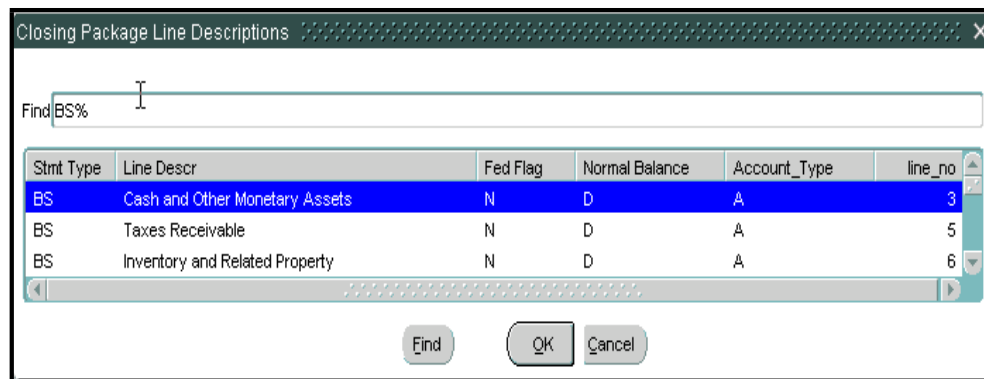 Closing Package Line Descriptions
Find BS%
Stmt Type Line Descr Fed Flag Normal Balance Account_Type line_no
BS Cash and Other Monetary Assets N D A 3
BS Taxes Receivable N D A 5
BS Inventory and Related Property N D A 6
Find OK Cancel